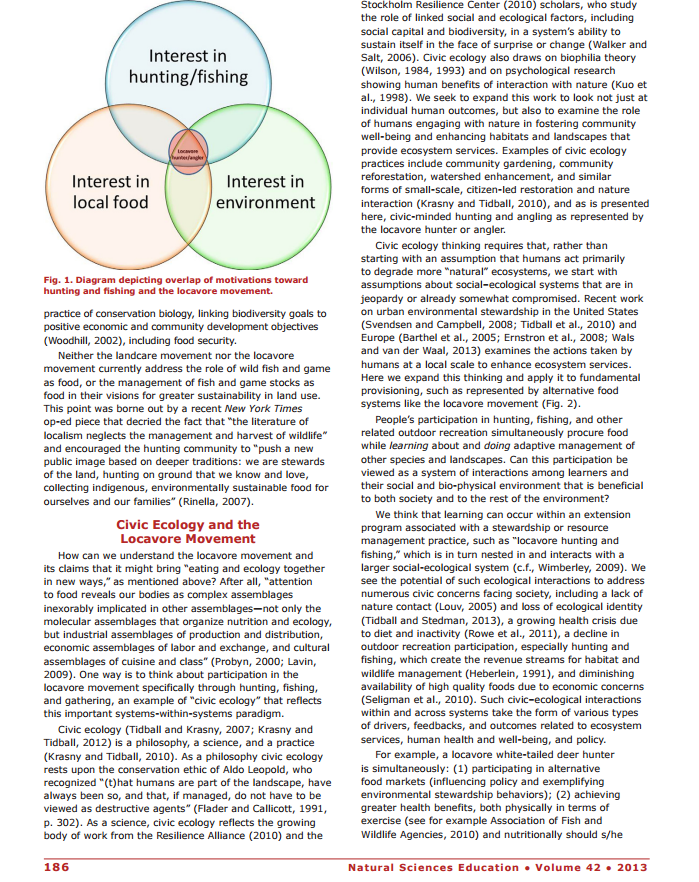 Interest in
hunting/fishing
Locavore
hunter/angler
Interest in
local food
Interest in
environment
Fig. 1. Diagram depicting overlap of motivations toward
hunting and fishing and the locavore movement.
practice of conservation biology, linking biodiversity goals to
positive economic and community development objectives
(Woodhill, 2002), including food security.
Neither the landcare movement nor the locavore
movement currently address the role of wild fish and game
as food, or the management of fish and game stocks as
food in their visions for greater sustainability in land use.
This point was borne out by a recent New York Times
op-ed piece that decried the fact that “the literature of
localism neglects the management and harvest of wildlife”
and encouraged the hunting community to “push a new
public image based on deeper traditions: we are stewards
of the land, hunting on ground that we know and love,
collecting indigenous, environmentally sustainable food for
ourselves and our families” (Rinella, 2007).
Civic Ecology and the
Locavore Movement
How can we understand the locavore movement and
its claims that it might bring “eating and ecology together
in new ways,” as mentioned above? After all, “attention
to food reveals our bodies as complex assemblages
inexorably implicated in other assemblages—not only the
molecular assemblages that organize nutrition and ecology,
but industrial assemblages of production and distribution,
economic assemblages of labor and exchange, and cultural
assemblages of cuisine and class” (Probyn, 2000; Lavin,
2009). One way is to think about participation in the
locavore movement specifically through hunting, fishing,
and gathering, an example of “civic ecology” that reflects
this important systems-within-systems paradigm.
Civic ecology (Tidball and Krasny, 2007; Krasny and
Tidball, 2012) is a philosophy, a science, and a practice
(Krasny and Tidball, 2010). As a philosophy civic ecology
rests upon the conservation ethic of Aldo Leopold, who
recognized “(t)hat humans are part of the landscape, have
always been so, and that, if managed, do not have to be
viewed as destructive agents” (Flader and Callicott, 1991,
p. 302). As a science, civic ecology reflects the growing
body of work from the Resilience Alliance (2010) and the
Stockholm Resilience Center (2010) scholars, who study
the role of linked social and ecological factors, including
social capital and biodiversity, in a system’s ability to
sustain itself in the face of surprise or change (Walker and
Salt, 2006). Civic ecology also draws on biophilia theory
(Wilson, 1984, 1993) and on psychological research
showing human benefits of interaction with nature (Kuo et
al., 1998). We seek to expand this work to look not just at
individual human outcomes, but also to examine the role
of humans engaging with nature in fostering community
well-being and enhancing habitats and landscapes that
provide ecosystem services. Examples of civic ecology
practices include community gardening, community
reforestation, watershed enhancement, and similar
forms of small-scale, citizen-led restoration and nature
interaction (Krasny and Tidball, 2010), and as is presented
here, civic-minded hunting and angling as represented by
the locavore hunter or angler.
Civic ecology thinking requires that, rather than
starting with an assumption that humans act primarily
to degrade more “natural” ecosystems, we start with
assumptions about social–ecological systems that are in
jeopardy or already somewhat compromised. Recent work
on urban environmental stewardship in the United States
(Svendsen and Campbell, 2008; Tidball et al., 2010) and
Europe (Barthel et al., 2005; Ernstrom et al., 2008; Wals
and van der Waal, 2013) examines the actions taken by
humans at a local scale to enhance ecosystem services.
Here we expand this thinking and apply it to fundamental
provisioning, such as represented by alternative food
systems like the locavore movement (Fig. 2).
People’s participation in hunting, fishing, and other
related outdoor recreation simultaneously procure food
while learning about and doing adaptive management of
other species and landscapes. Can this participation be
viewed as a system of interactions among learners and
their social and bio-physical environment that is beneficial
to both society and to the rest of the environment?
We think that learning can occur within an extension
program associated with a stewardship or resource
management practice, such as “locavore hunting and
fishing,” which is in turn nested in and interacts with a
larger social-ecological system (c.f., Wimberley, 2009). We
see the potential of such ecological interactions to address
numerous civic concerns facing society, including a lack of
nature contact (Louv, 2005) and loss of ecological identity
(Tidball and Stedman, 2013), a growing health crisis due
to diet and inactivity (Rowe et al., 2011), a decline in
outdoor recreation participation, especially hunting and
fishing, which create the revenue streams for habitat and
wildlife management (Heberlein, 1991), and diminishing
availability of high quality foods due to economic concerns
(Seligman et al., 2010). Such civic–ecological interactions
within and across systems take the form of various types
of drivers, feedbacks, and outcomes related to ecosystem
services, human health and well-being, and policy.
For example, a locavore white-tailed deer hunter
is simultaneously: (1) participating in alternative
food markets (influencing policy and exemplifying
environmental stewardship behaviors); (2) achieving
greater health benefits, both physically in terms of
exercise (see for example Association of Fish and
Wildlife Agencies, 2010) and nutritionally should s/he
186
Natural Sciences Education • Volume 42 • 2013